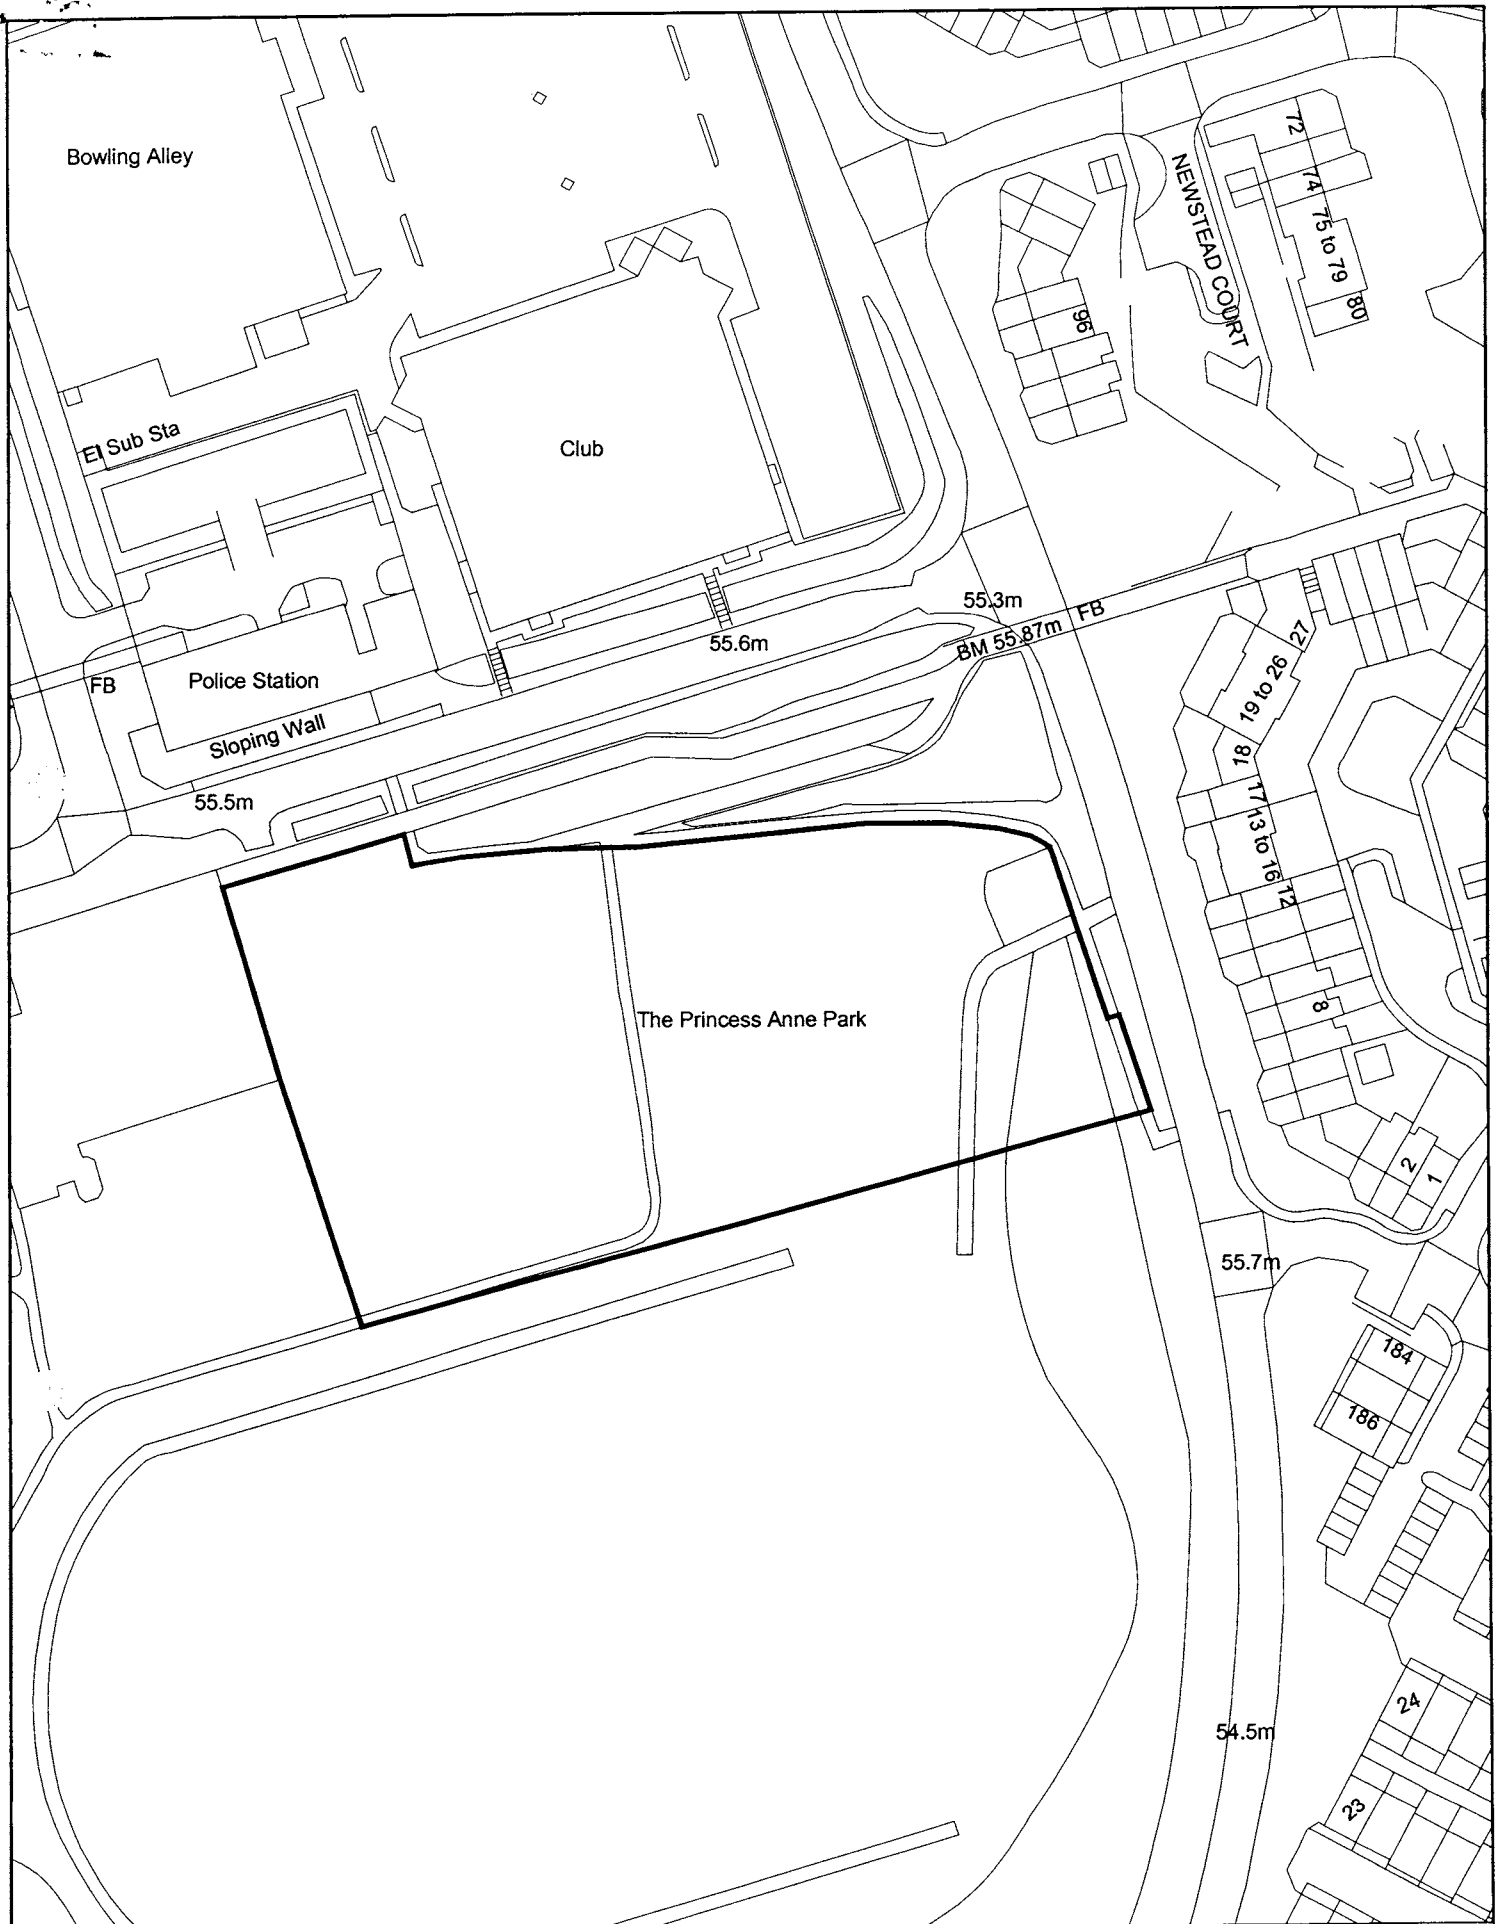 Bowling Alley
72
74
75 to 79
80
NEWSTEAD COURT
96
El Sub Sta
Club
55.3m
BM 55.87m
FB
55.6m
27
19 to 26
FB
Police Station
Sloping Wall
18
17
55.5m
13 to 16
12
The Princess Anne Park
8
2
1
55.7m
184
186
24
54.5m
23